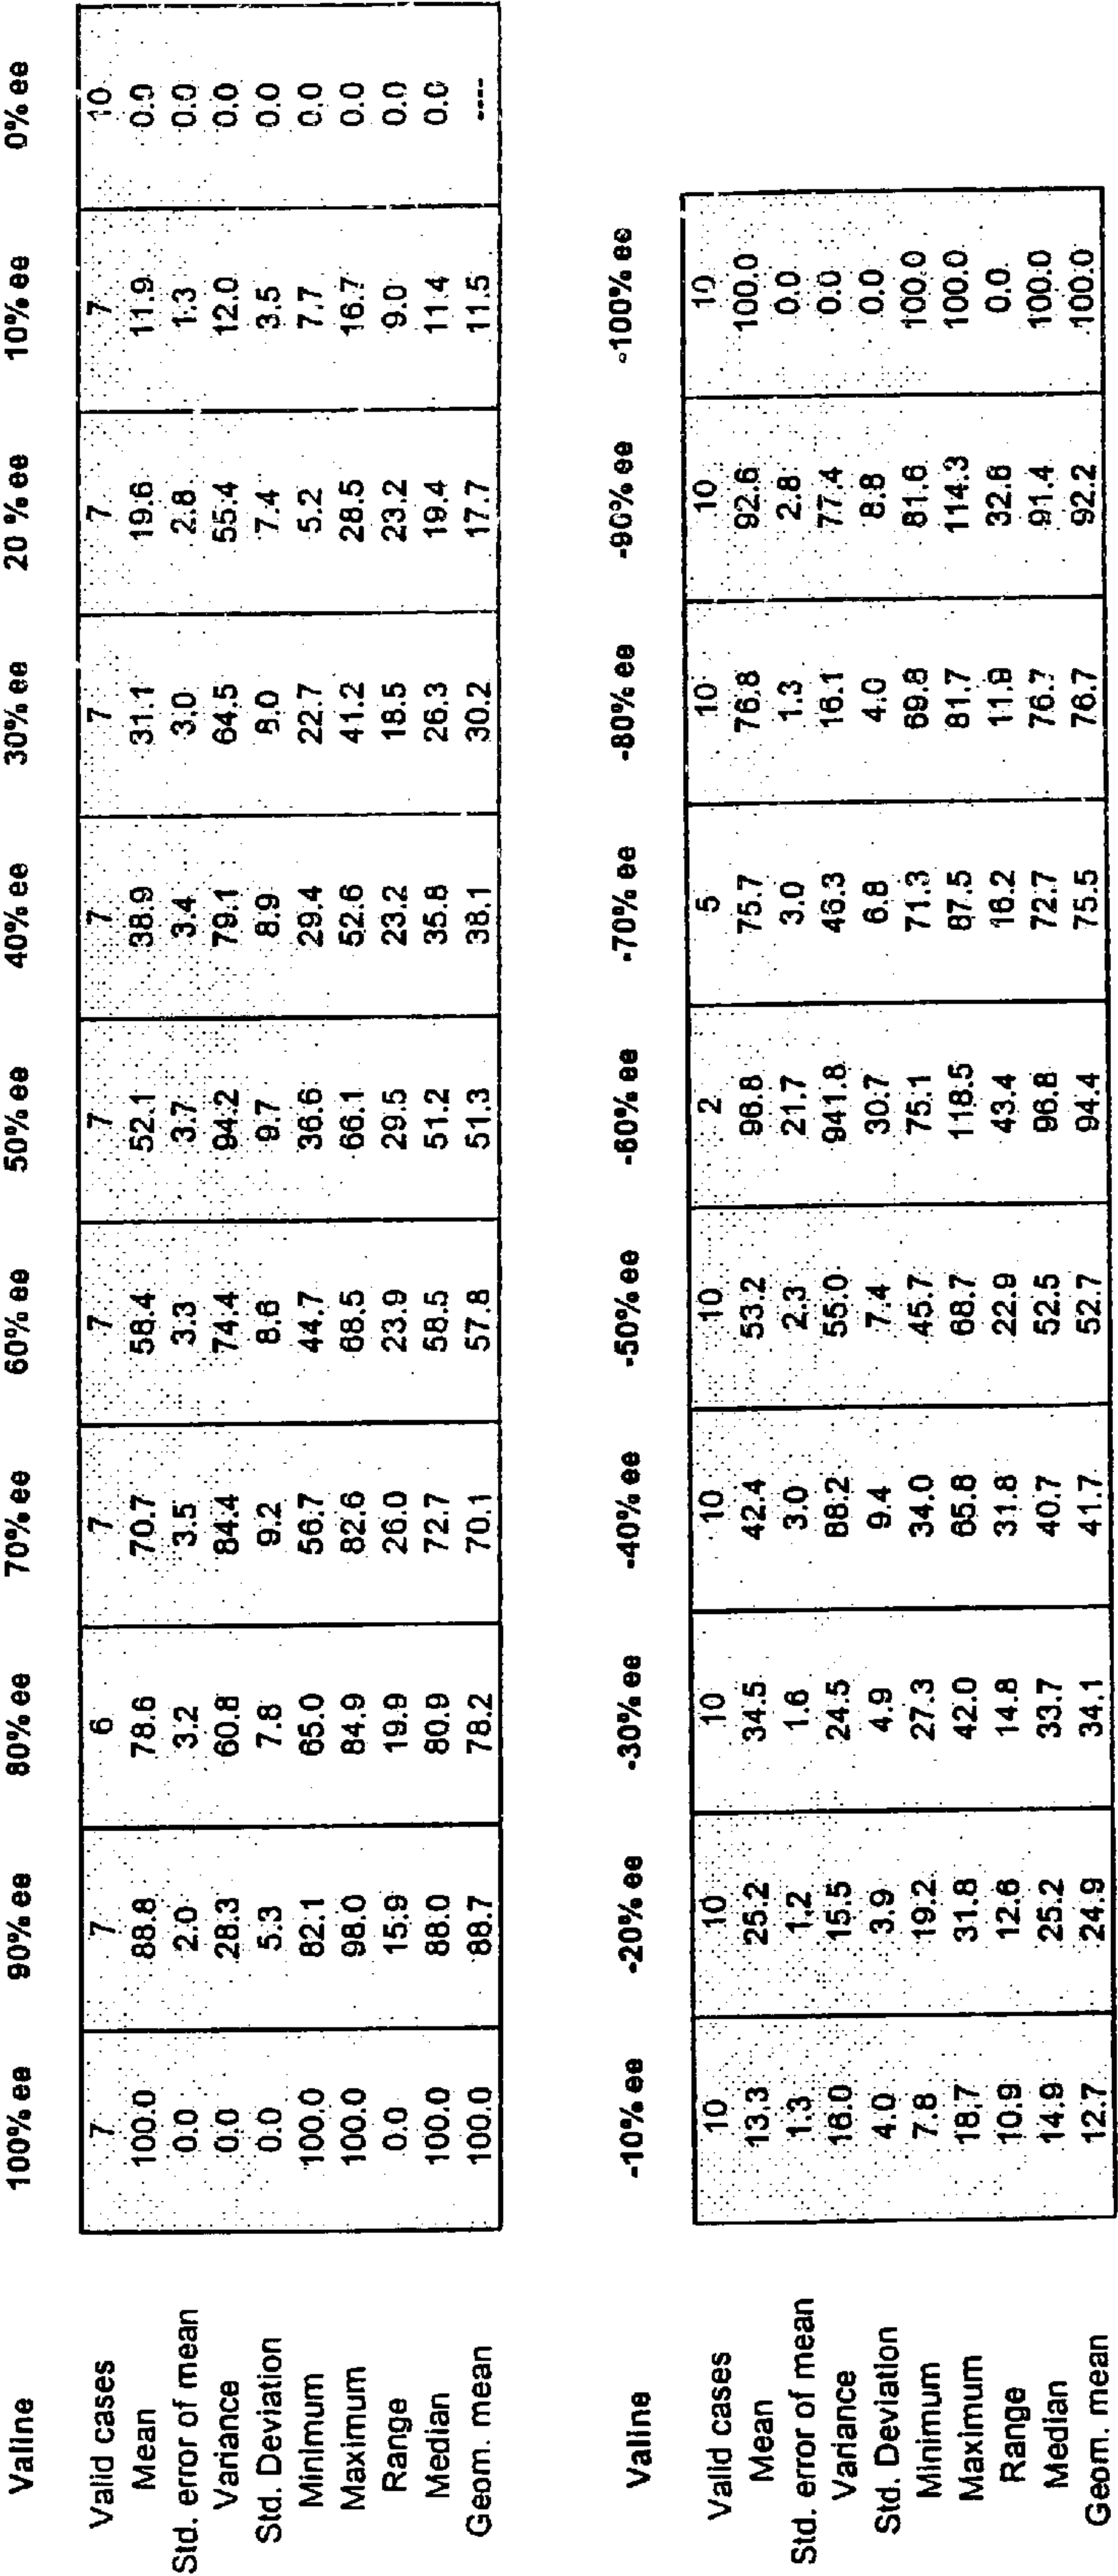 Valine 100% ee 90% ee 80% ee 70% ee 60% ee 50% ee 40% ee 30% ee 20 % ee 10% ee 0% ee
Valid cases 7 7 6 7 7 7 7 7 7 7 10
Mean 100.0 88.8 78.6 70.7 58.4 52.1 38.9 31.1 19.6 11.9 0.0
Std. error of mean 0.0 2.0 3.2 3.5 3.3 3.7 3.4 3.0 2.8 1.3 0.0
Variance 0.0 28.3 60.8 84.4 74.4 94.2 79.1 64.5 55.4 12.0 0.0
Std. Deviation 0.0 5.3 7.8 9.2 8.6 9.7 8.9 8.0 7.4 3.5 0.0
Minimum 100.0 82.1 65.0 56.7 44.7 36.6 29.4 22.7 5.2 7.7 0.0
Maximum 100.0 98.0 84.9 82.6 68.5 66.1 52.6 41.2 28.5 16.7 0.0
Range 0.0 15.9 19.9 26.0 23.9 29.5 23.2 18.5 23.2 9.0 0.0
Median 100.0 88.0 80.9 72.7 58.5 51.2 35.8 26.3 19.4 11.4 0.0
Geom. mean 100.0 88.7 78.2 70.1 57.8 51.3 38.1 30.2 17.7 11.5 ----
Valine -10% ee -20% ee -30% ee -40% ee -50% ee -60% ee -70% ee -80% ee -90% ee -100% ee
Valid cases 10 10 10 10 10 2 5 10 10 10
Mean 13.3 25.2 34.5 42.4 53.2 96.8 75.7 76.8 92.6 100.0
Std. error of mean 1.3 1.2 1.6 3.0 2.3 21.7 3.0 1.3 2.8 0.0
Variance 16.0 15.5 24.5 88.2 55.0 941.8 46.3 16.1 77.4 0.0
Std. Deviation 4.0 3.9 4.9 9.4 7.4 30.7 6.8 4.0 8.8 0.0
Minimum 7.8 19.2 27.3 34.0 45.7 75.1 71.3 69.8 81.6 100.0
Maximum 18.7 31.8 42.0 65.8 68.7 118.5 87.5 81.7 114.3 100.0
Range 10.9 12.6 14.8 31.8 22.9 43.4 16.2 11.9 32.8 0.0
Median 14.9 25.2 33.7 40.7 52.5 96.8 72.7 76.7 91.4 100.0
Geom. mean 12.7 24.9 34.1 41.7 52.7 94.4 75.5 76.7 92.2 100.0